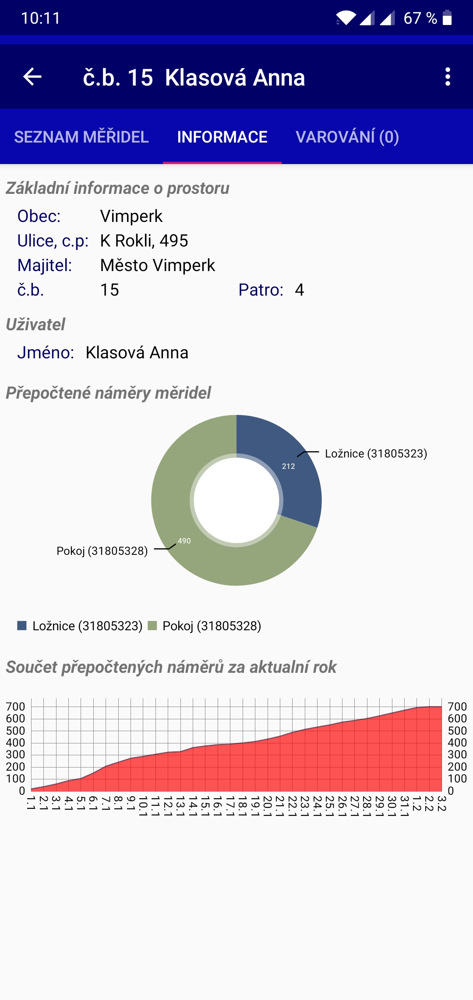 10:11 67 %
č.b. 15 Klasová Anna
SEZNAM MĚŘIDEL INFORMACE VAROVÁNÍ (0)
Základní informace o prostoru
Obec: Vimperk
Ulice, c.p: K Rokli, 495
Majitel: Město Vimperk
č.b. 15 Patro: 4
Uživatel
Jméno: Klasová Anna
Přepočtené náměry měridel
Ložnice (31805323)
212
490
Pokoj (31805328)
Ložnice (31805323) Pokoj (31805328)
Součet přepočtených náměrů za aktualní rok
700 700
600 600
500 500
400 400
300 300
200 200
100 100
0 0
1.1 2.1 3.1 4.1 5.1 6.1 7.1 8.1 9.1 10.1 11.1 12.1 13.1 14.1 15.1 16.1 17.1 18.1 19.1 20.1 21.1 22.1 23.1 24.1 25.1 26.1 27.1 28.1 29.1 30.1 31.1 1.2 2.2 3.2